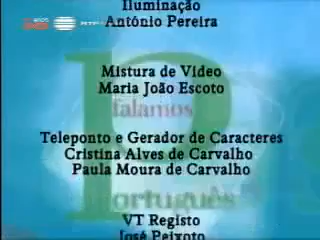 Iluminação
António Pereira
RTP
Mistura de Vídeo
Maria João Escoto
falamos
Teleponto e Gerador de Caracteres
Cristina Alves de Carvalho
Paula Moura de Carvalho
português
VT Registo
José Peixoto